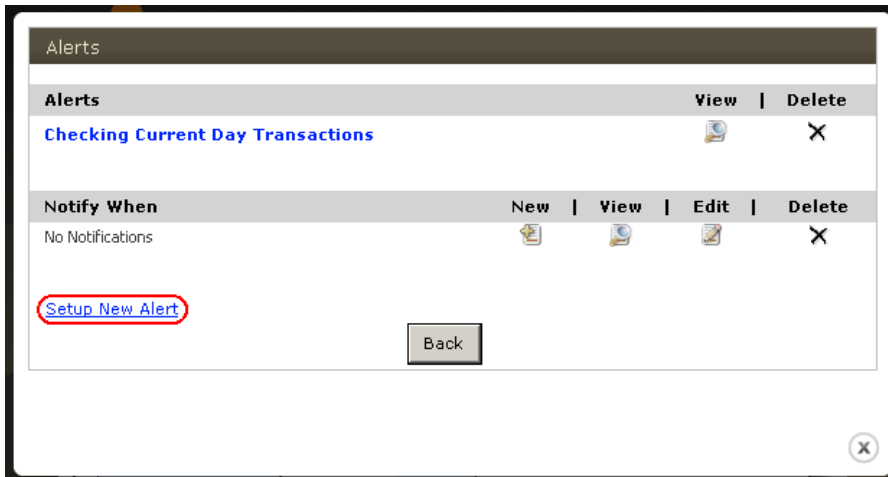 Alerts
Alerts View | Delete
Checking Current Day Transactions
Notify When New | View | Edit | Delete
No Notifications
Setup New Alert
Back